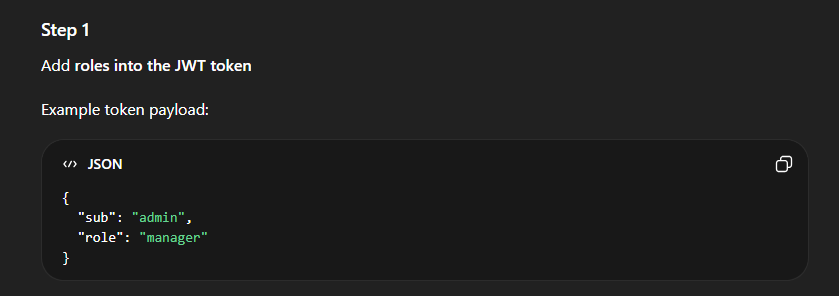 Step 1
Add roles into the JWT token
Example token payload:
</> JSON
{
"sub": "admin",
"role": "manager"
}